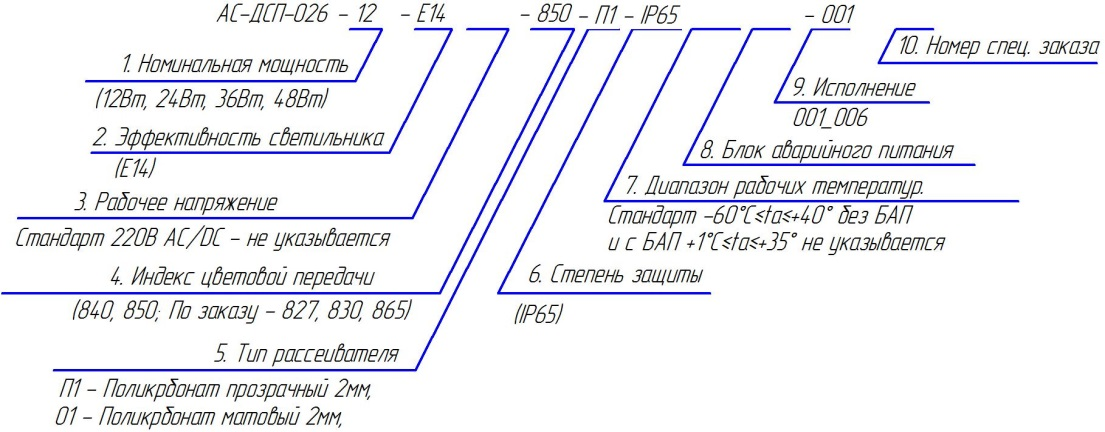 АС-ДСП-026 - 12 - Е14 - 850 - П1 - IP65 - 001
1. Номинальная мощность
(12Вт, 24Вт, 36Вт, 48Вт)
2. Эффективность светильника
(Е14)
3. Рабочее напряжение
Стандарт 220В AC/DC - не указывается
4. Индекс цветовой передачи
(840, 850; По заказу - 827, 830, 865)
5. Тип рассеивателя
П1 - Поликрбонат прозрачный 2мм,
О1 - Поликрбонат матовый 2мм,
6. Степень защиты
(IP65)
7. Диапазон рабочих температур.
Стандарт -60°С≤ta≤+40° без БАП
и с БАП +1°С≤ta≤+35° не указывается
8. Блок аварийного питания
9. Исполнение
001_006
10. Номер спец. заказа